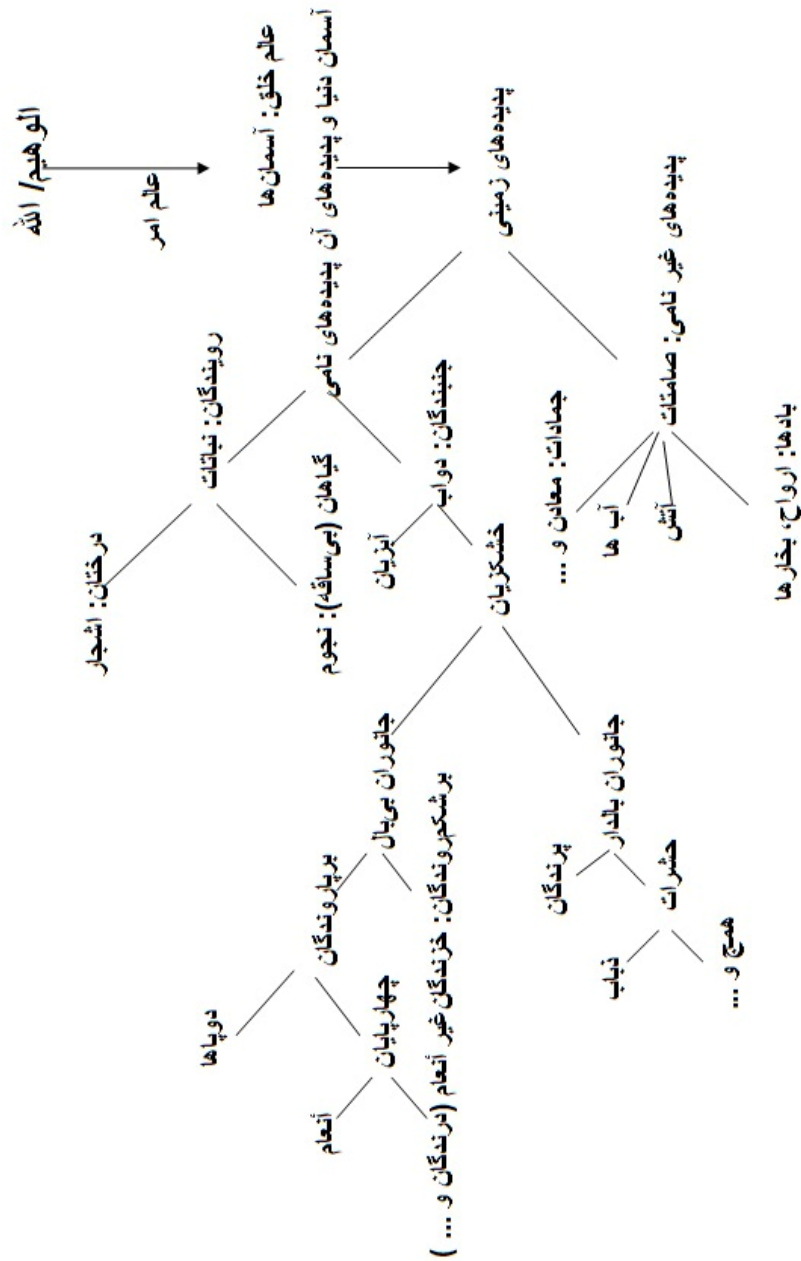 الوهیم/ الله
عالم امر
عالم خلق: آسمان‌ها
آسمان دنیا و پدیده‌های آن
پدیده‌های زمینی
پدیده‌های نامی
پدیده‌های غیر نامی: صامتات
رویندگان: نباتات
جنبندگان: دواب
درختان: اشجار
گیاهان (بی‌ساقه): نجوم
آبزیان
خشکزیان
جمادات: معادن و ...
آب ها
آتش
بادها: ارواح، بخارها
جانوران بی‌بال
جانوران بالدار
برپاروندگان
برشکم‌روندگان: خزندگان
پرندگان
حشرات
دوپاها
چهارپایان
ذباب
همج و ...
أنعام
غیر أنعام (درندگان و ... )